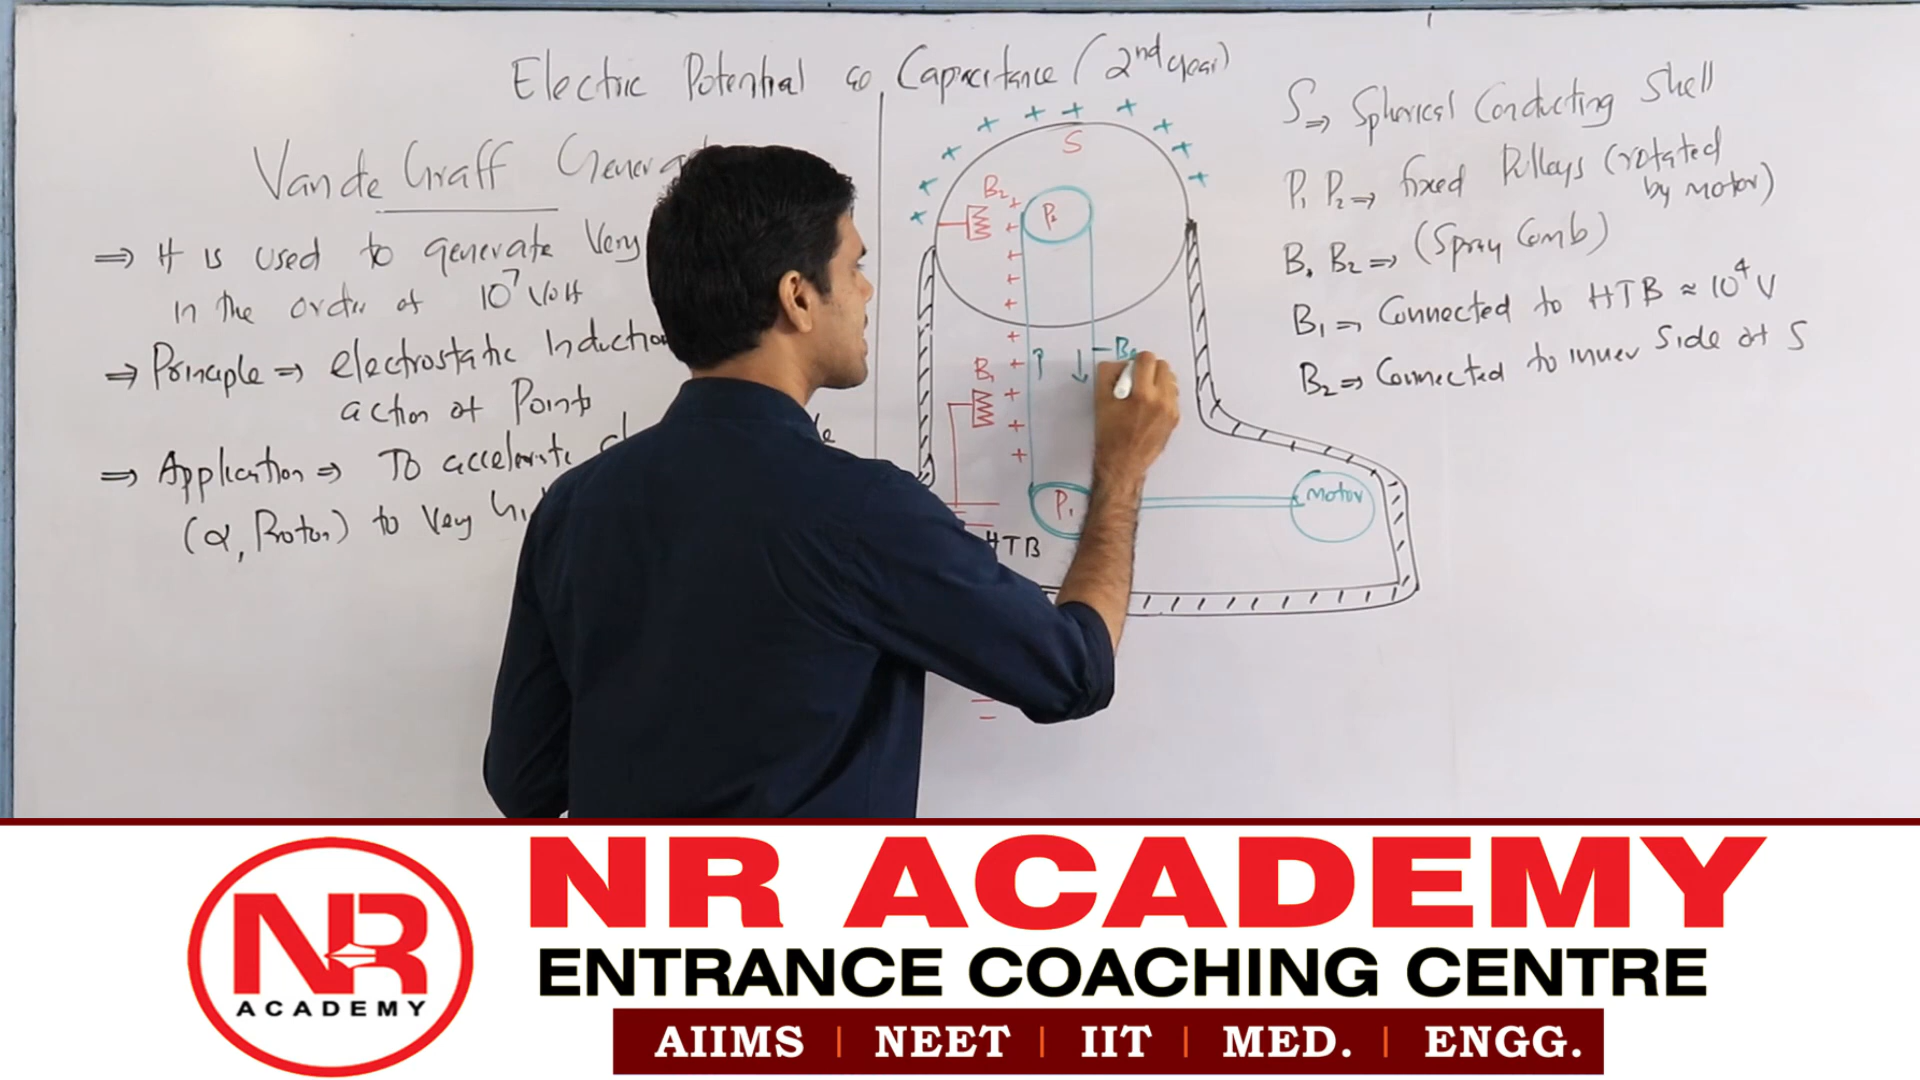 Electric Potential & Capacitance (2nd year)
Van de Graff Generat
⇒ It is used to generate Very
in the order of 10⁷ Volt
⇒ Principle ⇒ electrostatic Induction
action of Points
⇒ Application ⇒ To accelerate
(α, Proton) to Very
+ + + + + + + + + + +
S
B₂
P₂
+ + + + + + + + + + +
B₁
↑ ↓
P₁
Motor
HTB
S ⇒ Spherical Conducting Shell
P₁ P₂ ⇒ fixed Pulleys (rotated
by motor)
B₁ B₂ ⇒ (Spray Comb)
B₁ ⇒ Connected to HTB ≈ 10⁴ V
B₂ ⇒ Connected to inner Side of S
NR
ACADEMY
NR ACADEMY
ENTRANCE COACHING CENTRE
AIIMS | NEET | IIT | MED. | ENGG.